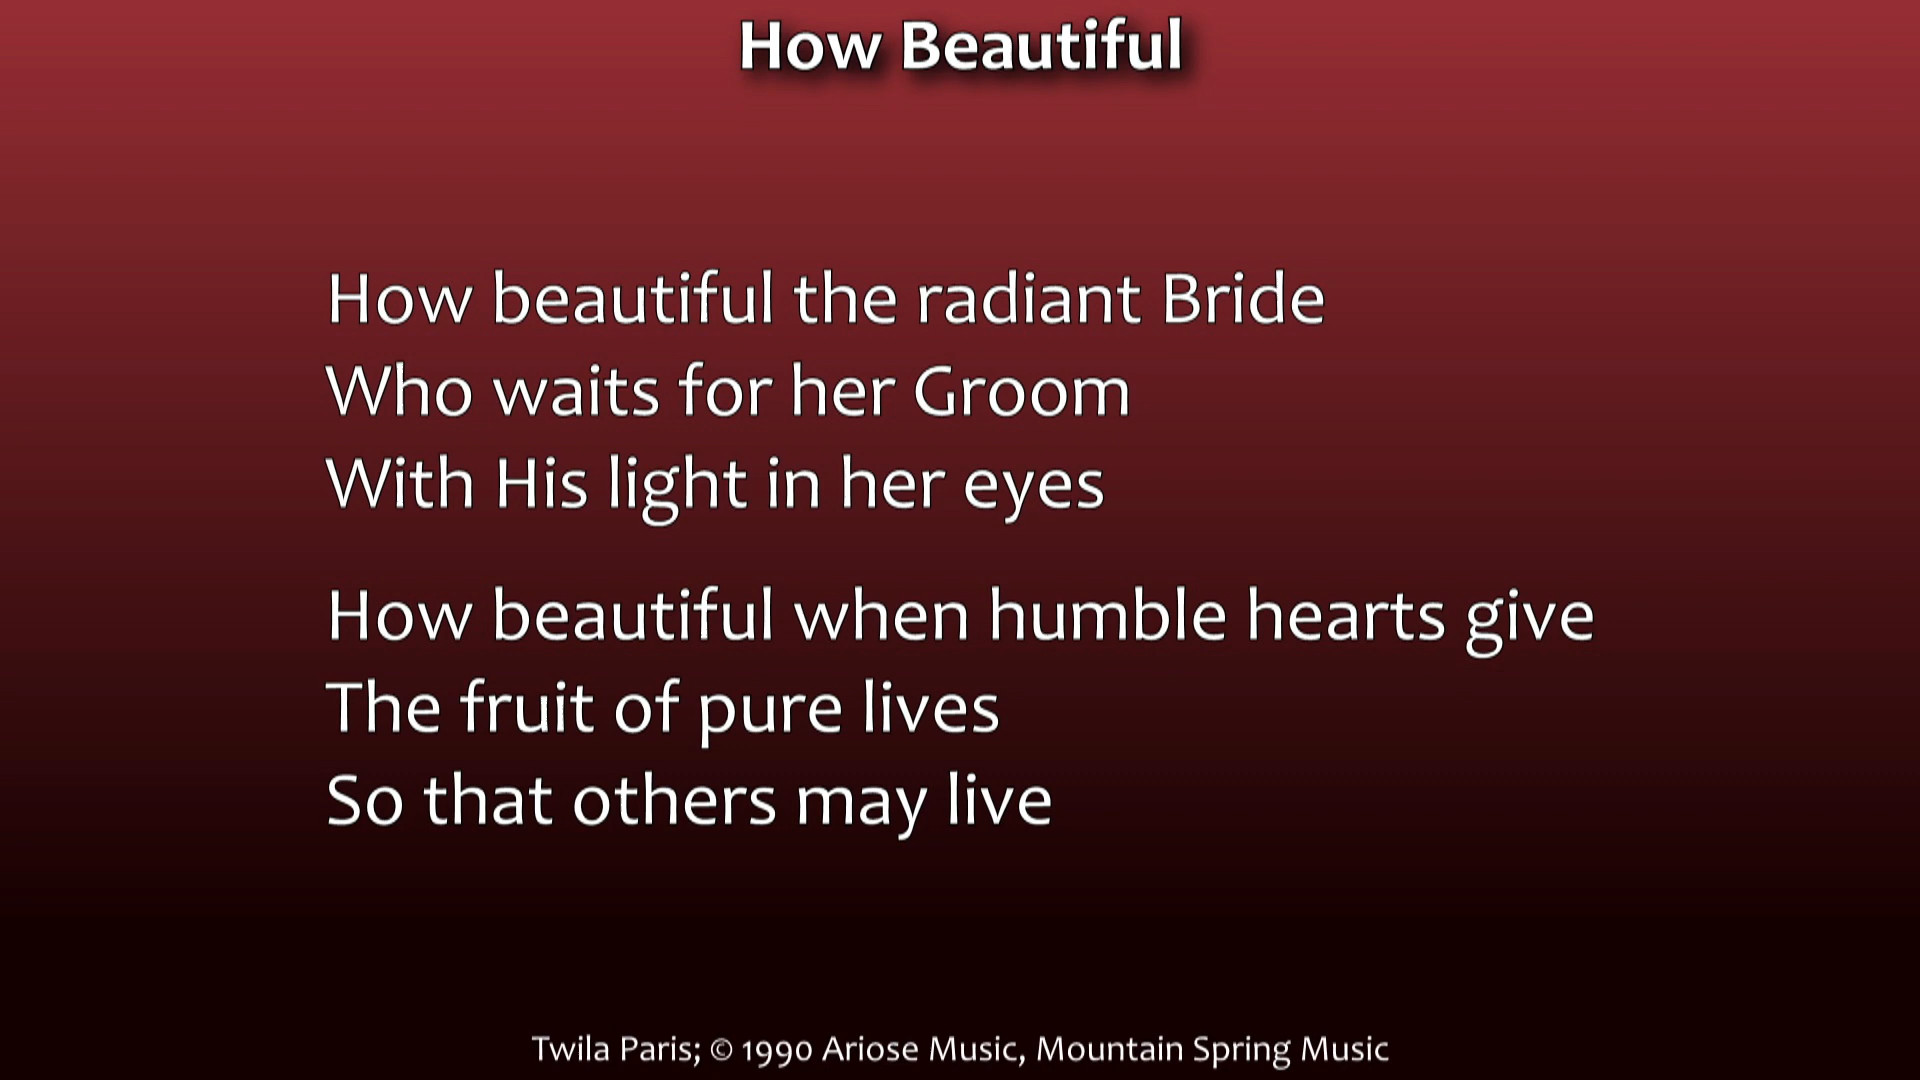 How Beautiful
How beautiful the radiant Bride
Who waits for her Groom
With His light in her eyes
How beautiful when humble hearts give
The fruit of pure lives
So that others may live
Twila Paris; © 1990 Ariose Music, Mountain Spring Music